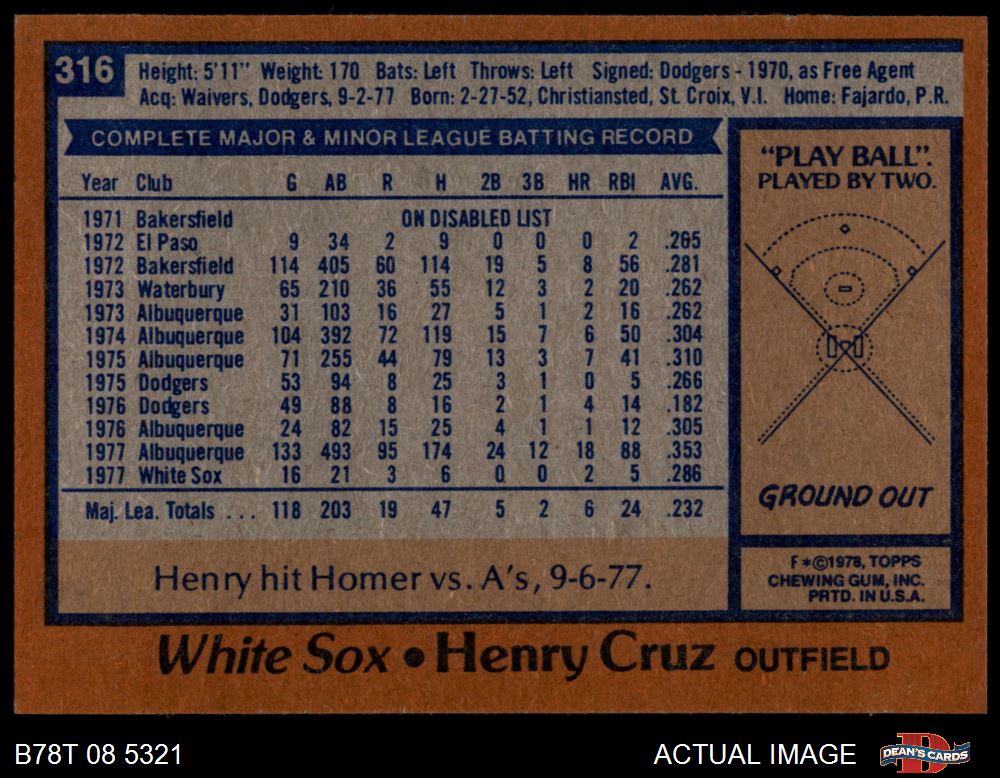 316
Height: 5'11" Weight: 170 Bats: Left Throws: Left Signed: Dodgers - 1970, as Free Agent
Acq: Waivers, Dodgers, 9-2-77 Born: 2-27-52, Christiansted, St. Croix, V.I. Home: Fajardo, P.R.
COMPLETE MAJOR & MINOR LEAGUE BATTING RECORD
Year Club G AB R H 2B 3B HR RBI AVG.
1971 Bakersfield ON DISABLED LIST
1972 El Paso 9 34 2 9 0 0 0 2 .265
1972 Bakersfield 114 405 60 114 19 5 8 56 .281
1973 Waterbury 65 210 36 55 12 3 2 20 .262
1973 Albuquerque 31 103 16 27 5 1 2 16 .262
1974 Albuquerque 104 392 72 119 15 7 6 50 .304
1975 Albuquerque 71 255 44 79 13 3 7 41 .310
1975 Dodgers 53 94 8 25 3 1 0 5 .266
1976 Dodgers 49 88 8 16 2 1 4 14 .182
1976 Albuquerque 24 82 15 25 4 1 1 12 .305
1977 Albuquerque 133 493 95 174 24 12 18 88 .353
1977 White Sox 16 21 3 6 0 0 2 5 .286
Maj. Lea. Totals . . . 118 203 19 47 5 2 6 24 .232
Henry hit Homer vs. A's, 9-6-77.
"PLAY BALL".
PLAYED BY TWO.
GROUND OUT
F*©1978, TOPPS
CHEWING GUM, INC.
PRTD. IN U.S.A.
White Sox • Henry Cruz OUTFIELD
B78T 08 5321
ACTUAL IMAGE
DEAN'S CARDS